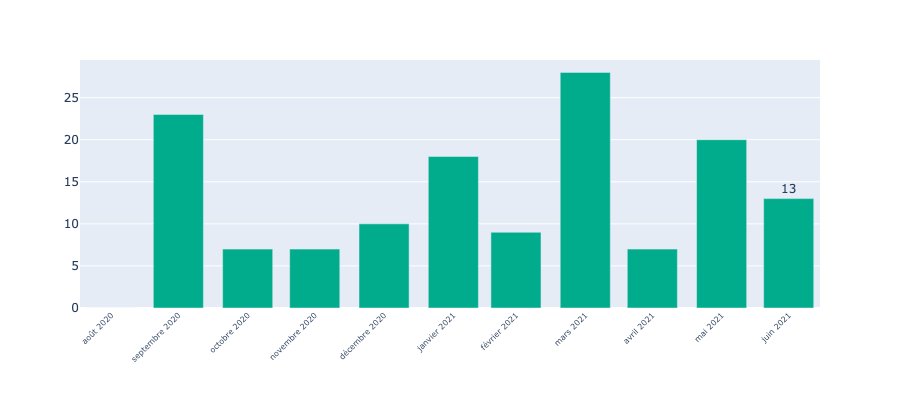 25
20
15
10
5
0
13
août 2020
septembre 2020
octobre 2020
novembre 2020
décembre 2020
janvier 2021
février 2021
mars 2021
avril 2021
mai 2021
juin 2021